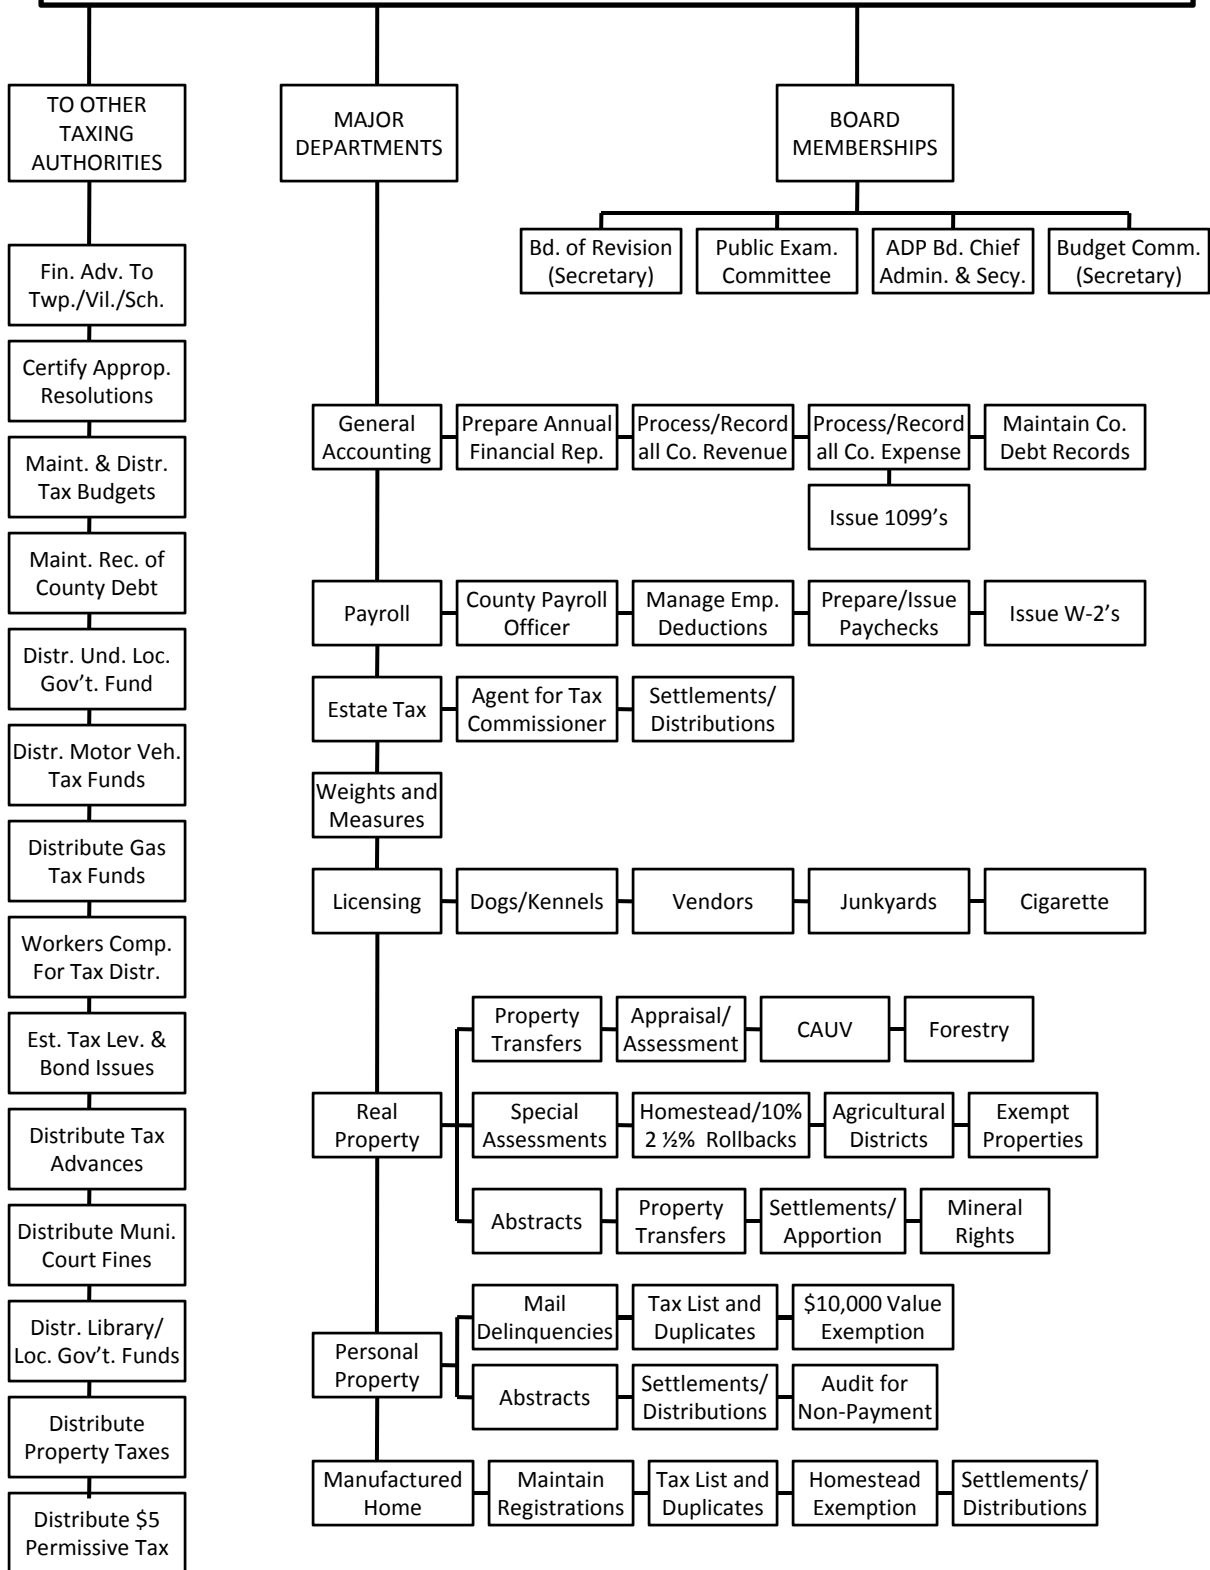 TO OTHER
TAXING
AUTHORITIES
MAJOR
DEPARTMENTS
BOARD
MEMBERSHIPS
Bd. of Revision
(Secretary)
Public Exam.
Committee
ADP Bd. Chief
Admin. & Secy.
Budget Comm.
(Secretary)
Fin. Adv. To
Twp./Vil./Sch.
Certify Approp.
Resolutions
Maint. & Distr.
Tax Budgets
Maint. Rec. of
County Debt
Distr. Und. Loc.
Gov’t. Fund
Distr. Motor Veh.
Tax Funds
Distribute Gas
Tax Funds
Workers Comp.
For Tax Distr.
Est. Tax Lev. &
Bond Issues
Distribute Tax
Advances
Distribute Muni.
Court Fines
Distr. Library/
Loc. Gov’t. Funds
Distribute
Property Taxes
Distribute $5
Permissive Tax
General
Accounting
Prepare Annual
Financial Rep.
Process/Record
all Co. Revenue
Process/Record
all Co. Expense
Maintain Co.
Debt Records
Issue 1099’s
Payroll
County Payroll
Officer
Manage Emp.
Deductions
Prepare/Issue
Paychecks
Issue W-2’s
Estate Tax
Agent for Tax
Commissioner
Settlements/
Distributions
Weights and
Measures
Licensing
Dogs/Kennels
Vendors
Junkyards
Cigarette
Real
Property
Property
Transfers
Appraisal/
Assessment
CAUV
Forestry
Special
Assessments
Homestead/10%
2 ½% Rollbacks
Agricultural
Districts
Exempt
Properties
Abstracts
Property
Transfers
Settlements/
Apportion
Mineral
Rights
Personal
Property
Mail
Delinquencies
Tax List and
Duplicates
$10,000 Value
Exemption
Abstracts
Settlements/
Distributions
Audit for
Non-Payment
Manufactured
Home
Maintain
Registrations
Tax List and
Duplicates
Homestead
Exemption
Settlements/
Distributions